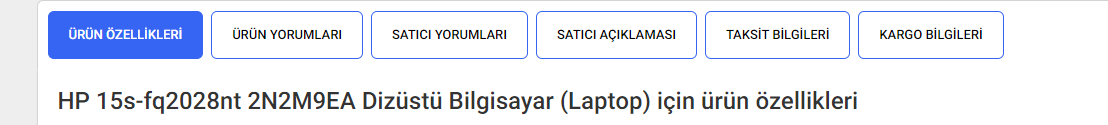 ÜRÜN ÖZELLİKLERİ ÜRÜN YORUMLARI SATICI YORUMLARI SATICI AÇIKLAMASI TAKSİT BİLGİLERİ KARGO BİLGİLERİ
HP 15s-fq2028nt 2N2M9EA Dizüstü Bilgisayar (Laptop) için ürün özellikleri